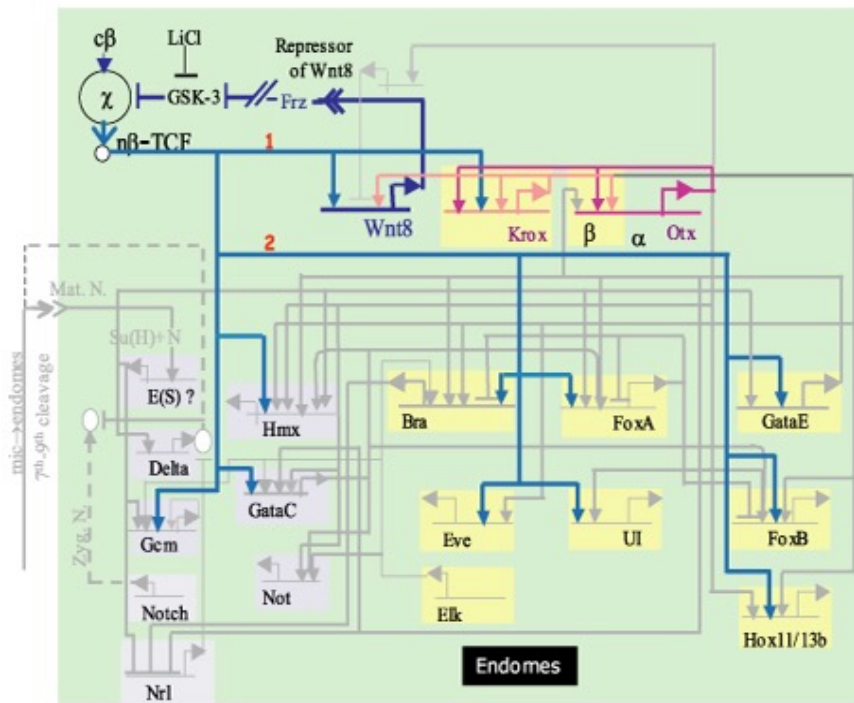 cβ
LiCl
Repressor
of Wnt8
χ
GSK-3
Frz
nβ-TCF
1
Wnt8
Krox
β
α
Otx
2
Mat. N.
Su(H)+N
mic→endomes
7th-9th cleavage
E(S) ?
Hmx
Bra
FoxA
GataE
Delta
GataC
Gcm
Eve
UI
FoxB
Zyg. N.
Not
Elk
Notch
Hox11/13b
Endomes
Nrl